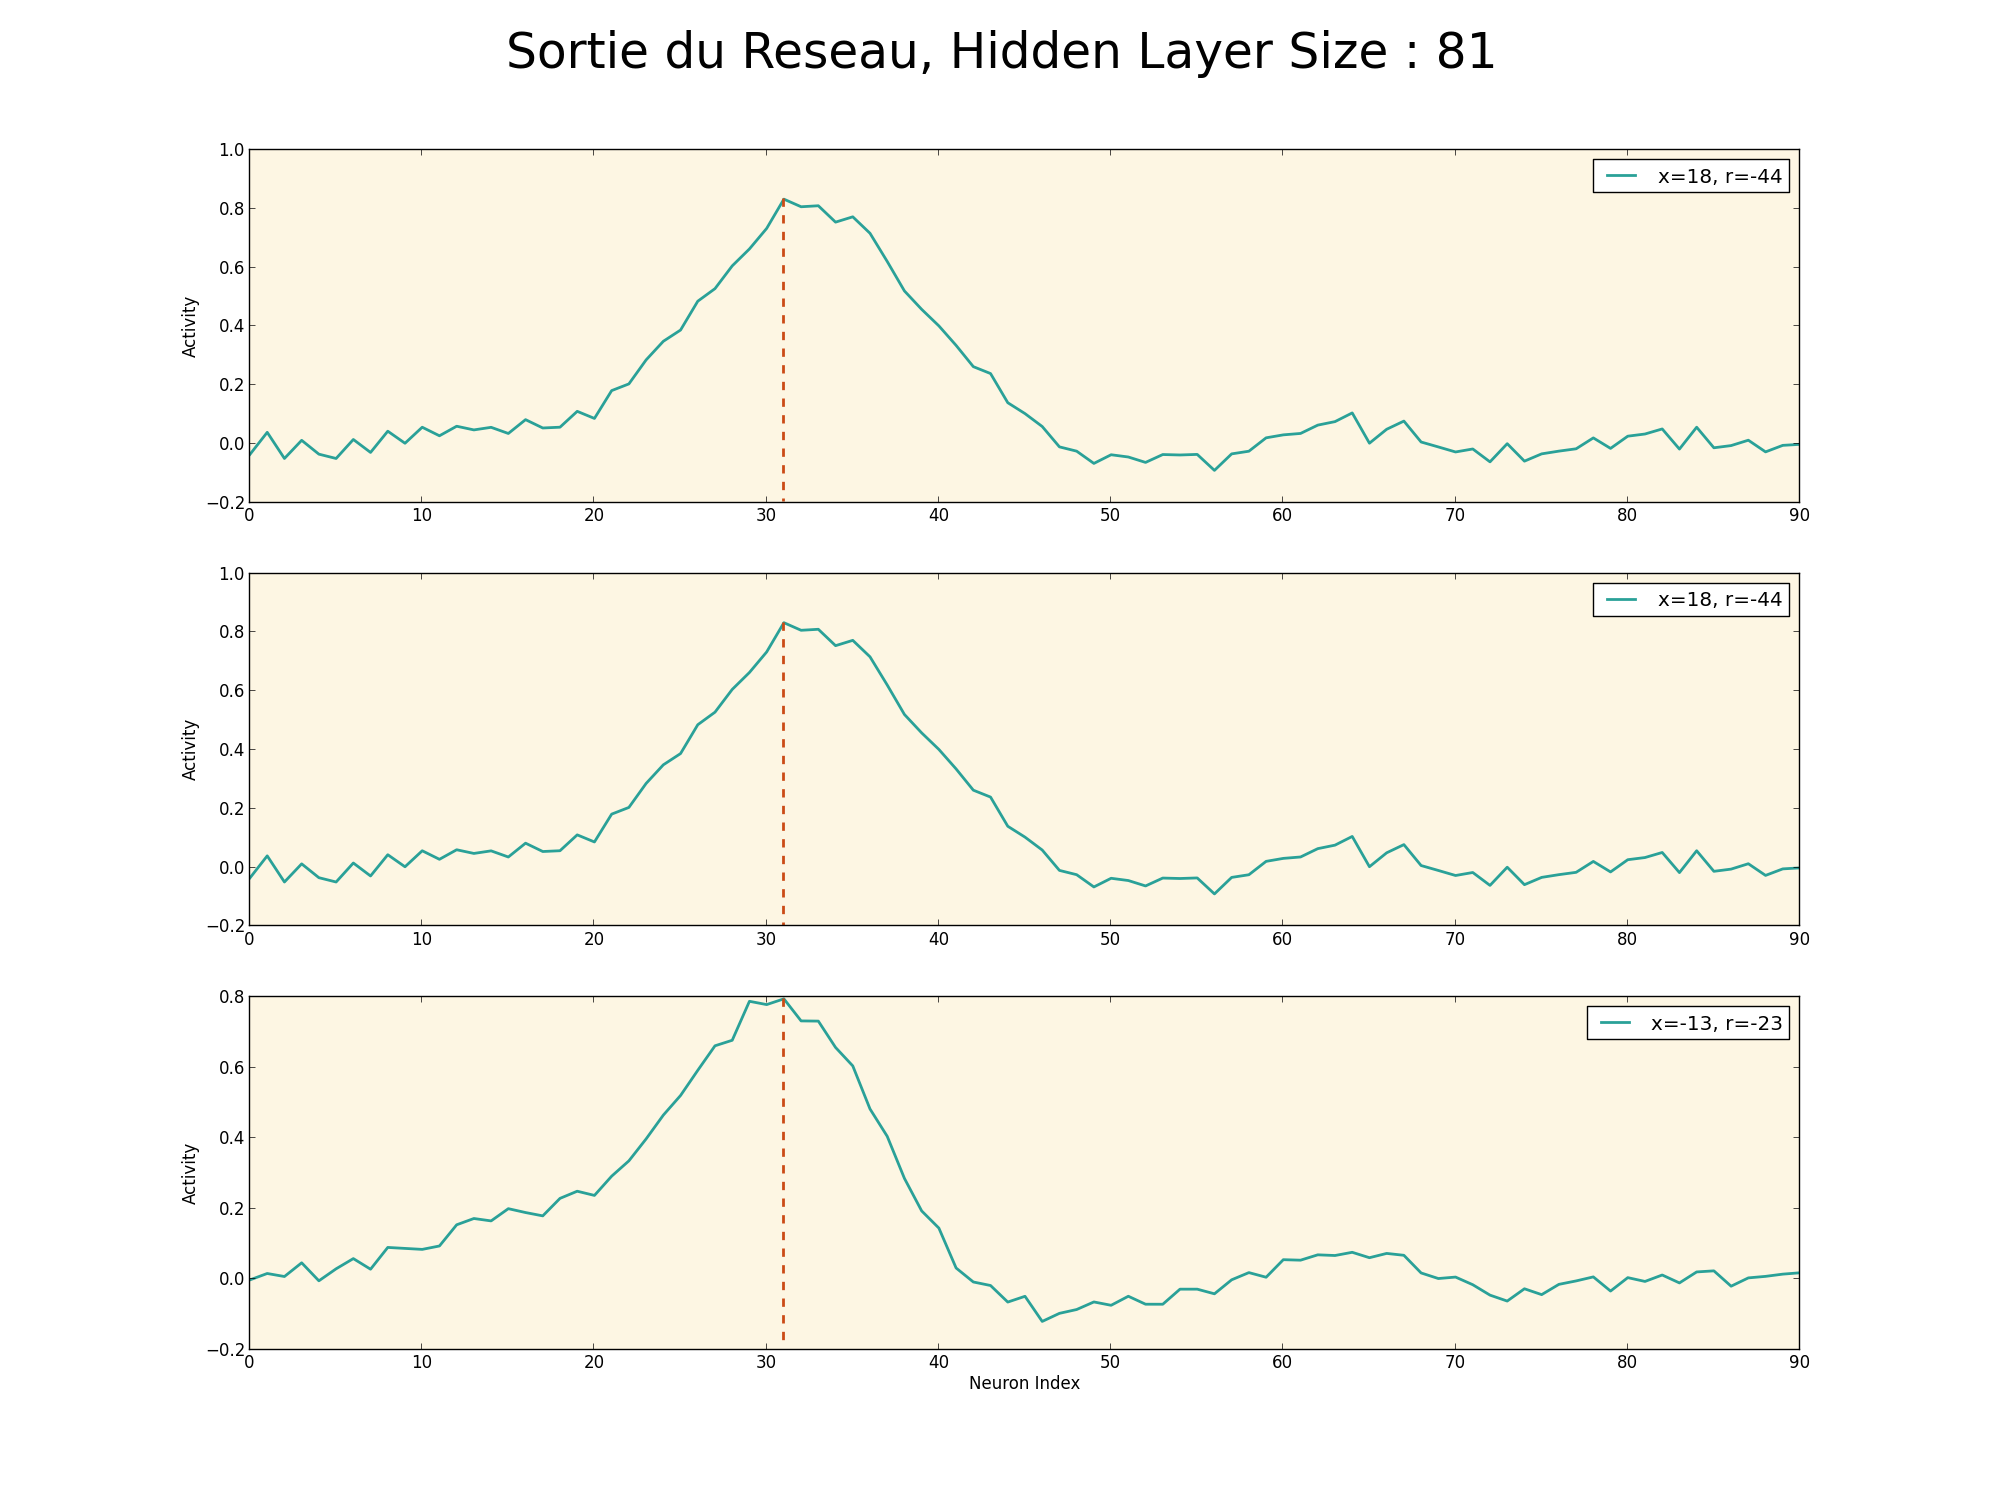 Sortie du Reseau, Hidden Layer Size : 81
1.0
x=18, r=-44
0.8
0.6
Activity
0.4
0.2
0.0
−0.2
0 10 20 30 40 50 60 70 80 90
1.0
x=18, r=-44
0.8
0.6
Activity
0.4
0.2
0.0
−0.2
0 10 20 30 40 50 60 70 80 90
0.8
x=-13, r=-23
0.6
0.4
Activity
0.2
0.0
−0.2
0 10 20 30 40 50 60 70 80 90
Neuron Index